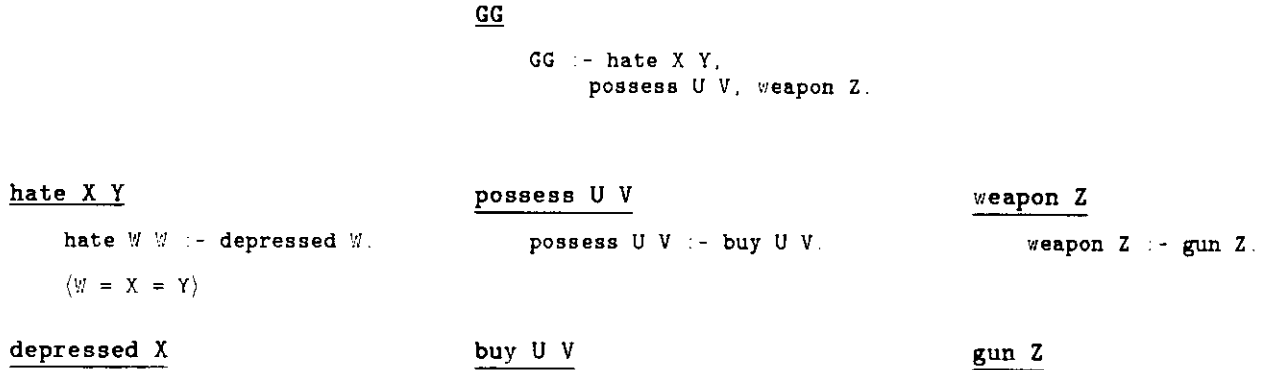 GG
GG :- hate X Y,
possess U V, weapon Z.
hate X Y possess U V weapon Z
hate W W :- depressed W. possess U V :- buy U V. weapon Z :- gun Z.
⟨W = X = Y⟩
depressed X buy U V gun Z